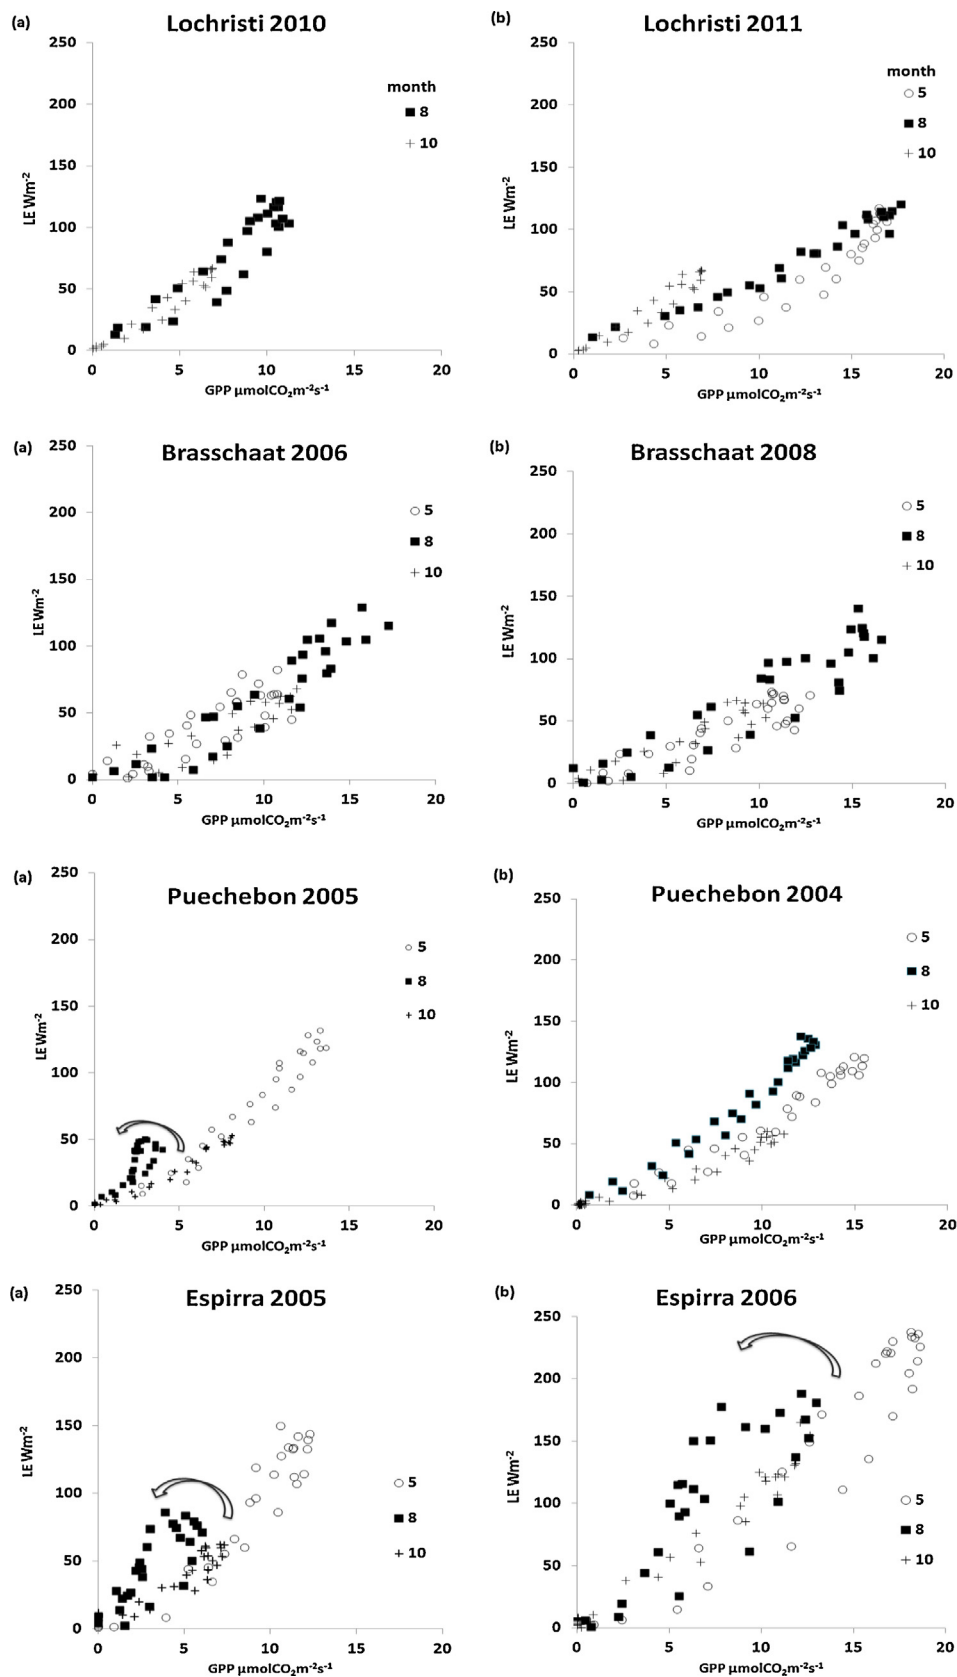 (a) Lochristi 2010
250
200
150
100
50
0
LE Wm-2
month
8
10
0 5 10 15 20
GPP µmolCO2m-2s-1
(b) Lochristi 2011
250
200
150
100
50
0
LE Wm-2
month
5
8
10
0 5 10 15 20
GPP µmolCO2m-2s-1
(a) Brasschaat 2006
250
200
150
100
50
0
LE Wm-2
5
8
10
0 5 10 15 20
GPP µmolCO2m-2s-1
(b) Brasschaat 2008
250
200
150
100
50
0
LE Wm-2
5
8
10
0 5 10 15 20
GPP µmolCO2m-2s-1
(a) Puechebon 2005
250
200
150
100
50
0
LE Wm-2
5
8
10
0 5 10 15 20
GPP µmolCO2m-2s-1
(b) Puechebon 2004
250
200
150
100
50
0
LE Wm-2
5
8
10
0 5 10 15 20
GPP µmolCO2m-2s-1
(a) Espirra 2005
250
200
150
100
50
0
LE Wm-2
5
8
10
0 5 10 15 20
GPP µmolCO2m-2s-1
(b) Espirra 2006
250
200
150
100
50
0
LE Wm-2
5
8
10
0 5 10 15 20
GPP µmolCO2m-2s-1